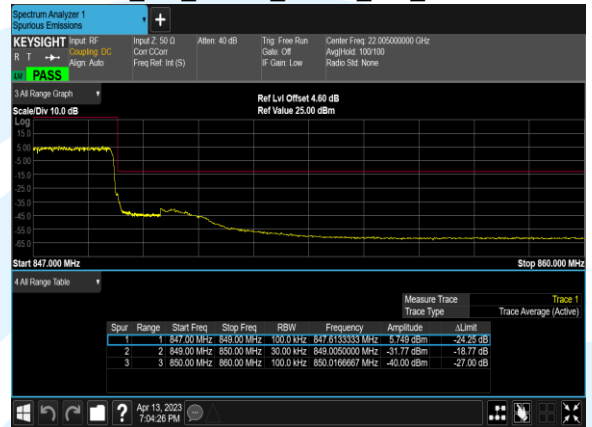 Spectrum Analyzer 1
Spurious Emissions
+
KEYSIGHT Input: RF Input Z: 50 Ω Atten: 40 dB Trig: Free Run Center Freq: 22.005000000 GHz
R T Coupling: DC Corr CCorr Gate: Off Avg|Hold: 100/100
Align: Auto Freq Ref: Int (S) IF Gain: Low Radio Std: None
PASS
3 All Range Graph
Ref Lvl Offset 4.60 dB
Scale/Div 10.0 dB Ref Value 25.00 dBm
Log
15.0
5.00
-5.00
-15.0
-25.0
-35.0
-45.0
-55.0
-65.0
Start 847.000 MHz Stop 860.000 MHz
4 All Range Table
Measure Trace Trace 1
Trace Type Trace Average (Active)
Spur Range Start Freq Stop Freq RBW Frequency Amplitude ΔLimit
1 1 847.00 MHz 849.00 MHz 100.0 kHz 847.6133333 MHz 5.749 dBm -24.25 dB
2 2 849.00 MHz 850.00 MHz 30.00 kHz 849.0050000 MHz -31.77 dBm -18.77 dB
3 3 850.00 MHz 860.00 MHz 100.0 kHz 850.0166667 MHz -40.00 dBm -27.00 dB
? Apr 13, 2023
7:04:26 PM